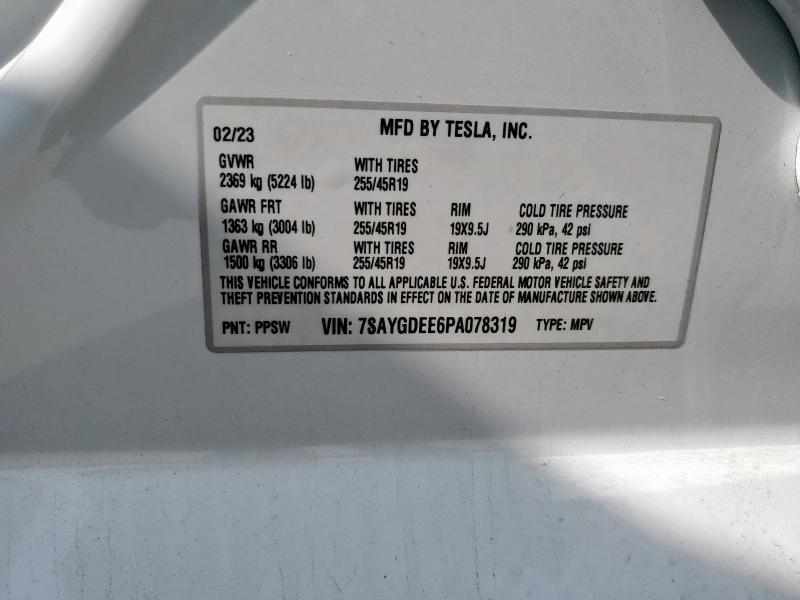 02/23 MFD BY TESLA, INC.
GVWR WITH TIRES
2369 kg (5224 lb) 255/45R19
GAWR FRT WITH TIRES RIM COLD TIRE PRESSURE
1363 kg (3004 lb) 255/45R19 19X9.5J 290 kPa, 42 psi
GAWR RR WITH TIRES RIM COLD TIRE PRESSURE
1500 kg (3306 lb) 255/45R19 19X9.5J 290 kPa, 42 psi
THIS VEHICLE CONFORMS TO ALL APPLICABLE U.S. FEDERAL MOTOR VEHICLE SAFETY AND
THEFT PREVENTION STANDARDS IN EFFECT ON THE DATE OF MANUFACTURE SHOWN ABOVE.
PNT: PPSW VIN: 7SAYGDEE6PA078319 TYPE: MPV